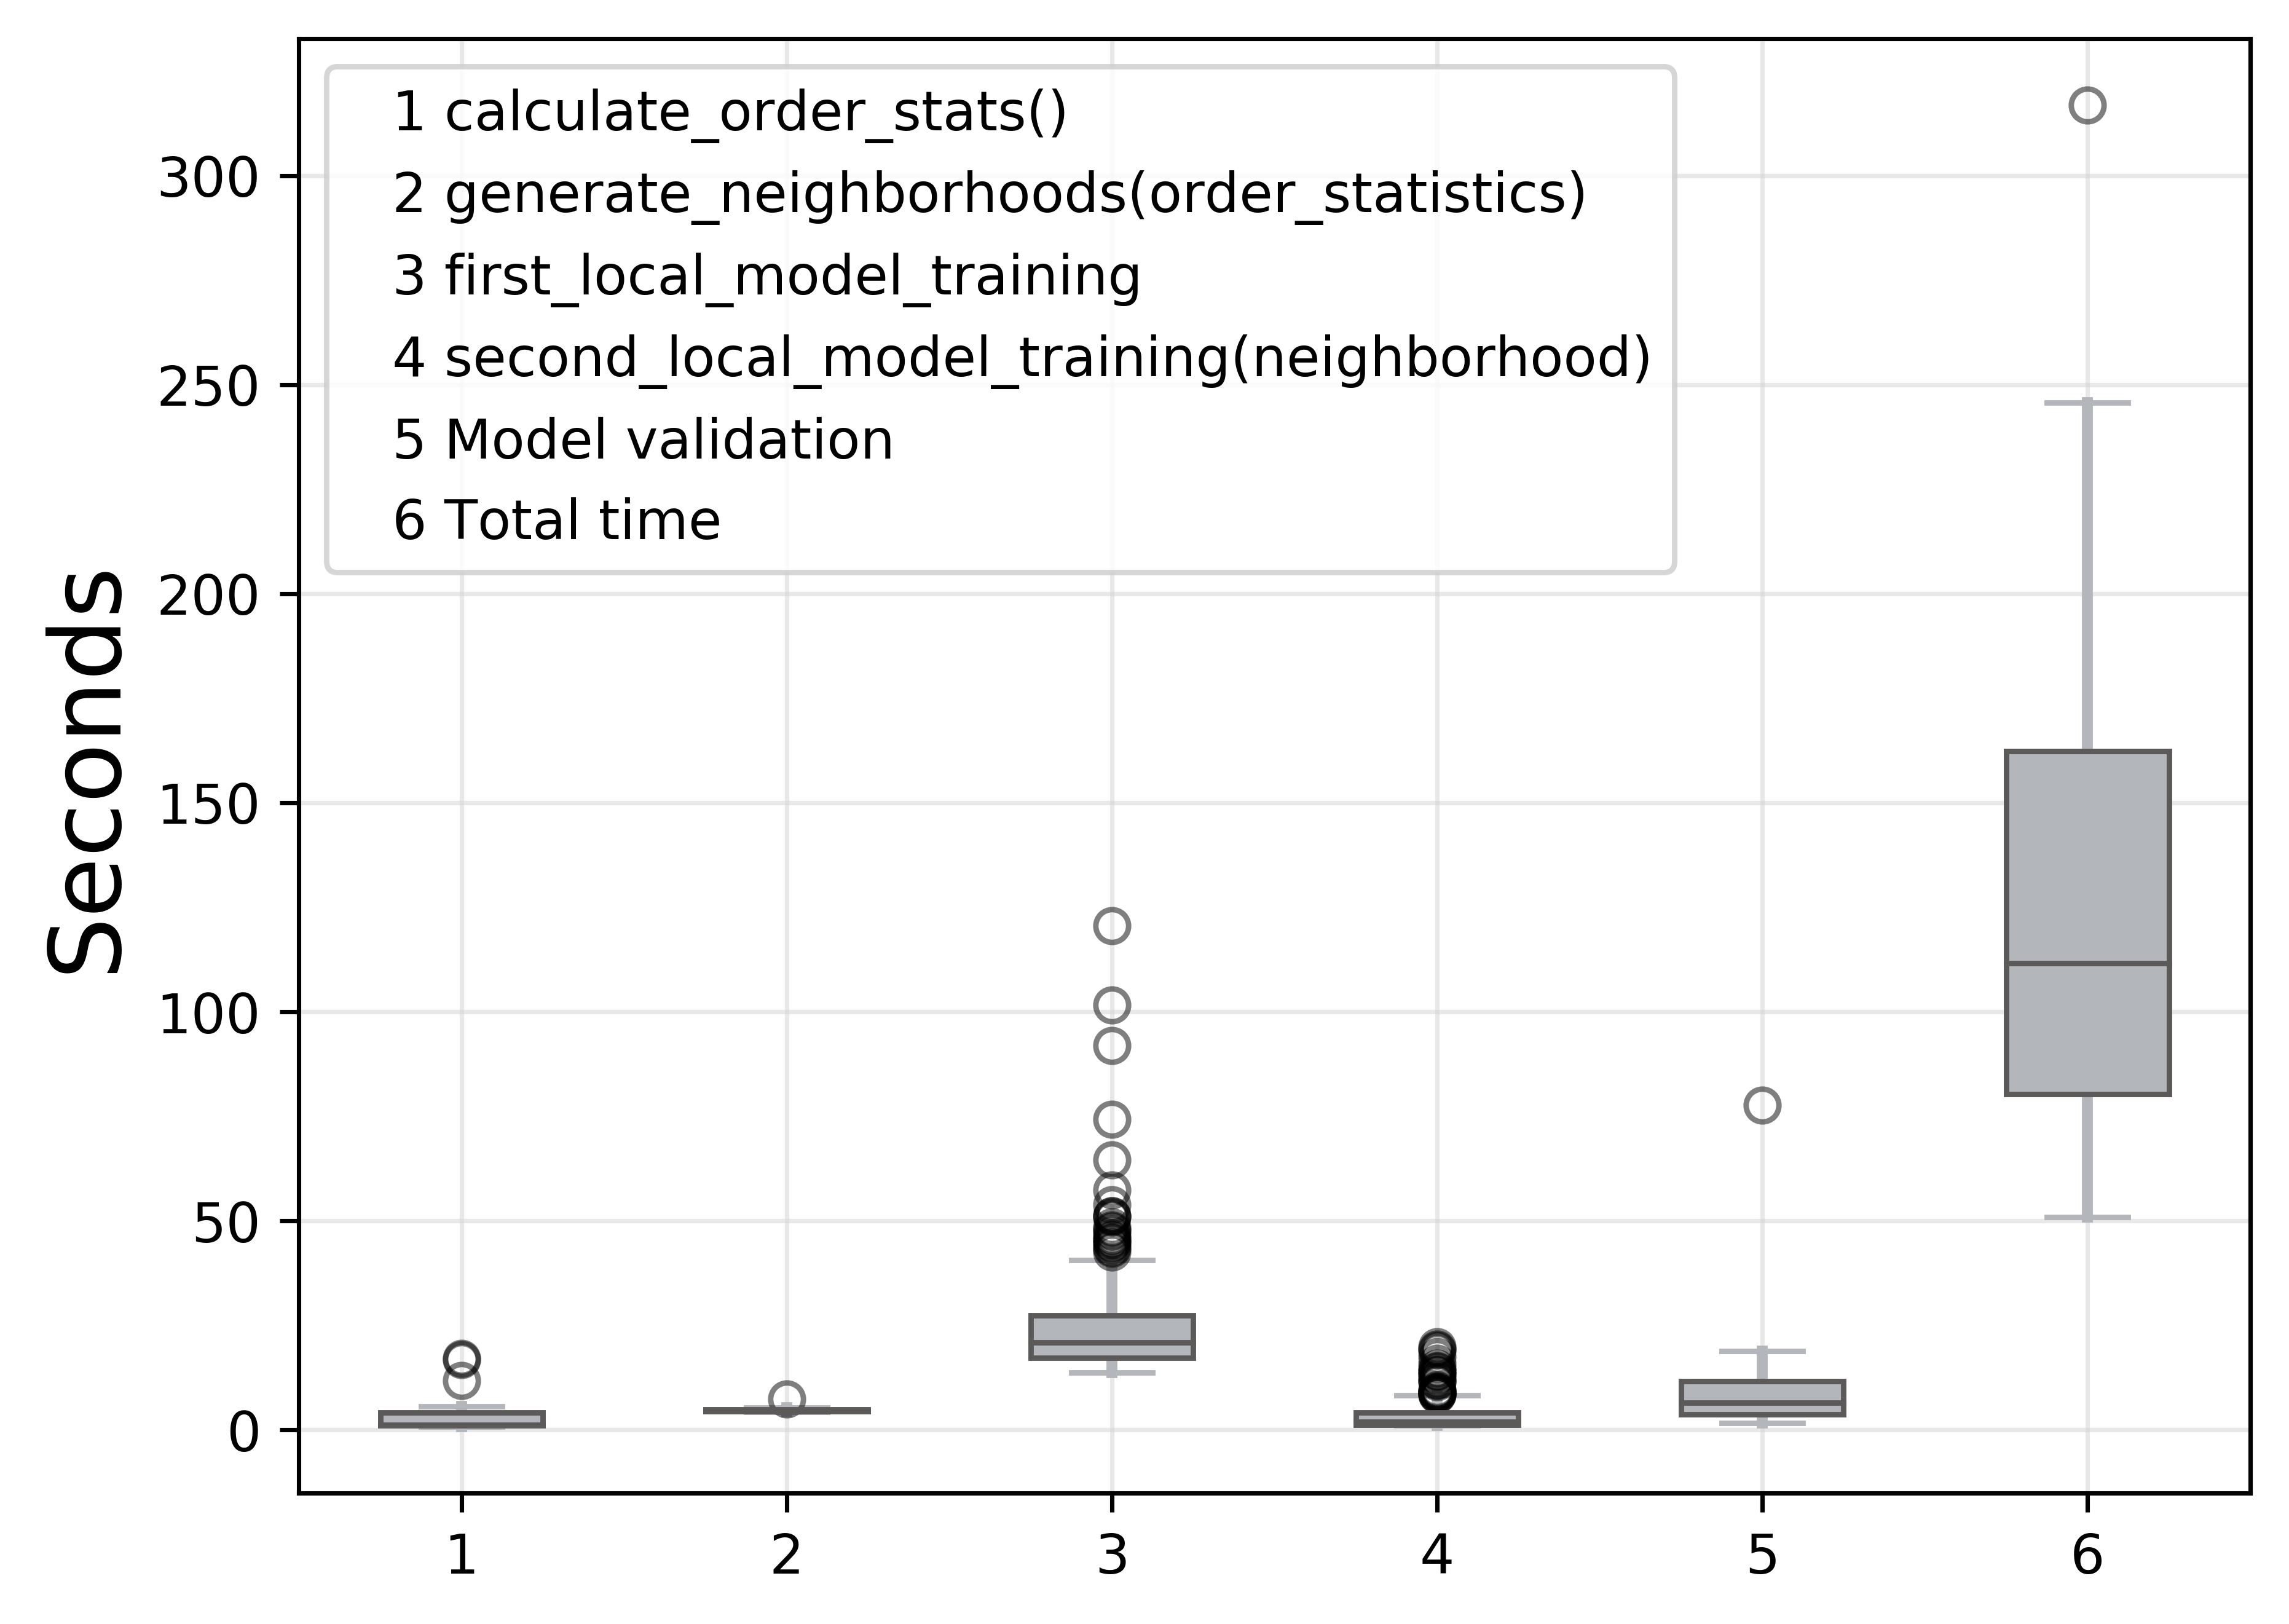 1 calculate_order_stats()
2 generate_neighborhoods(order_statistics)
3 first_local_model_training
4 second_local_model_training(neighborhood)
5 Model validation
6 Total time
Seconds
300
250
200
150
100
50
0
1 2 3 4 5 6